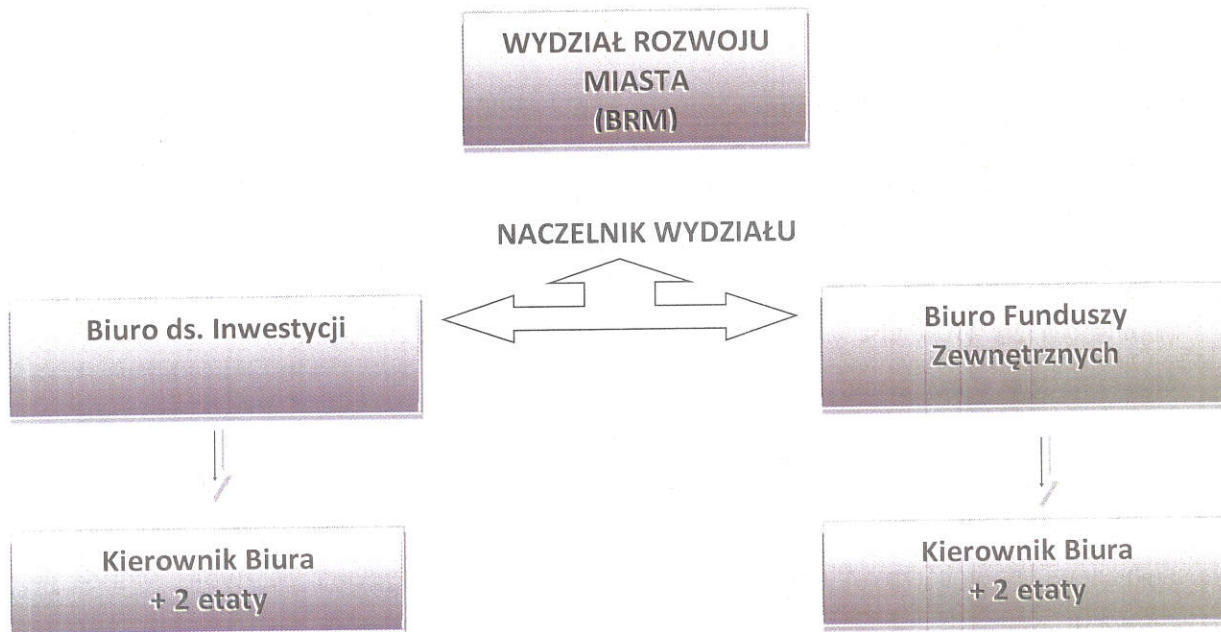 WYDZIAŁ ROZWOJU
MIASTA
(BRM)
NACZELNIK WYDZIAŁU
Biuro ds. Inwestycji
Biuro Funduszy
Zewnętrznych
Kierownik Biura
+ 2 etaty
Kierownik Biura
+ 2 etaty